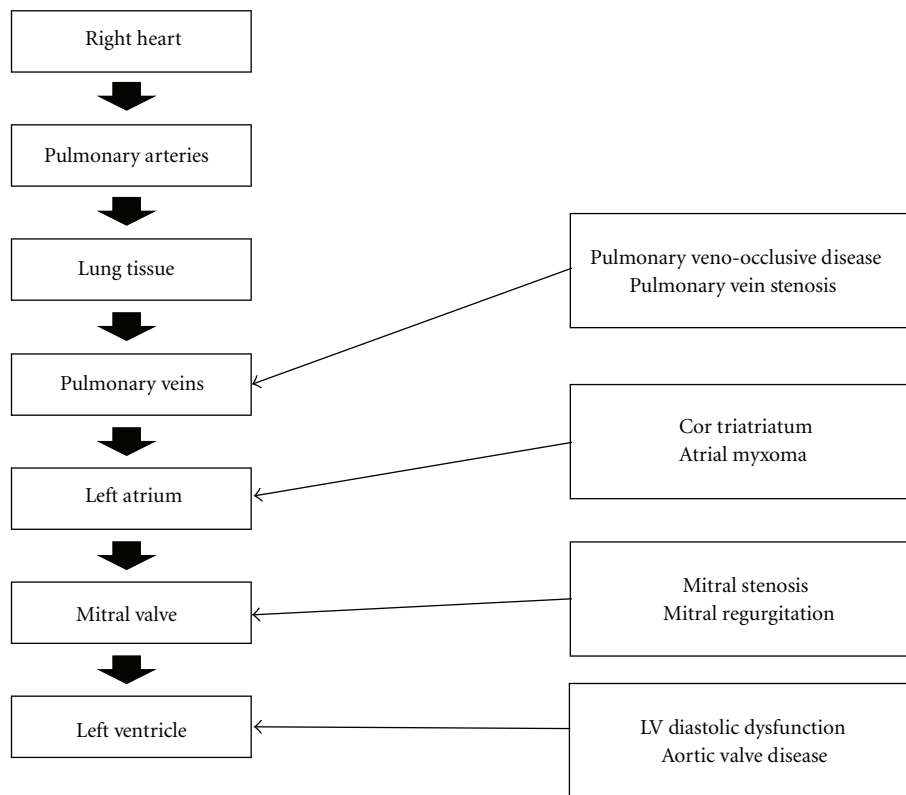 Right heart
Pulmonary arteries
Lung tissue
Pulmonary veins
Left atrium
Mitral valve
Left ventricle
Pulmonary veno-occlusive disease
Pulmonary vein stenosis
Cor triatriatum
Atrial myxoma
Mitral stenosis
Mitral regurgitation
LV diastolic dysfunction
Aortic valve disease